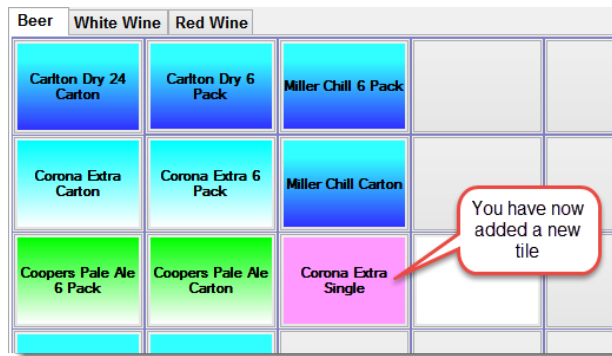 Beer White Wine Red Wine
Carlton Dry 24
Carton
Carlton Dry 6
Pack
Miller Chill 6 Pack
Corona Extra
Carton
Corona Extra 6
Pack
Miller Chill Carton
You have now
added a new
tile
Coopers Pale Ale
6 Pack
Coopers Pale Ale
Carton
Corona Extra
Single